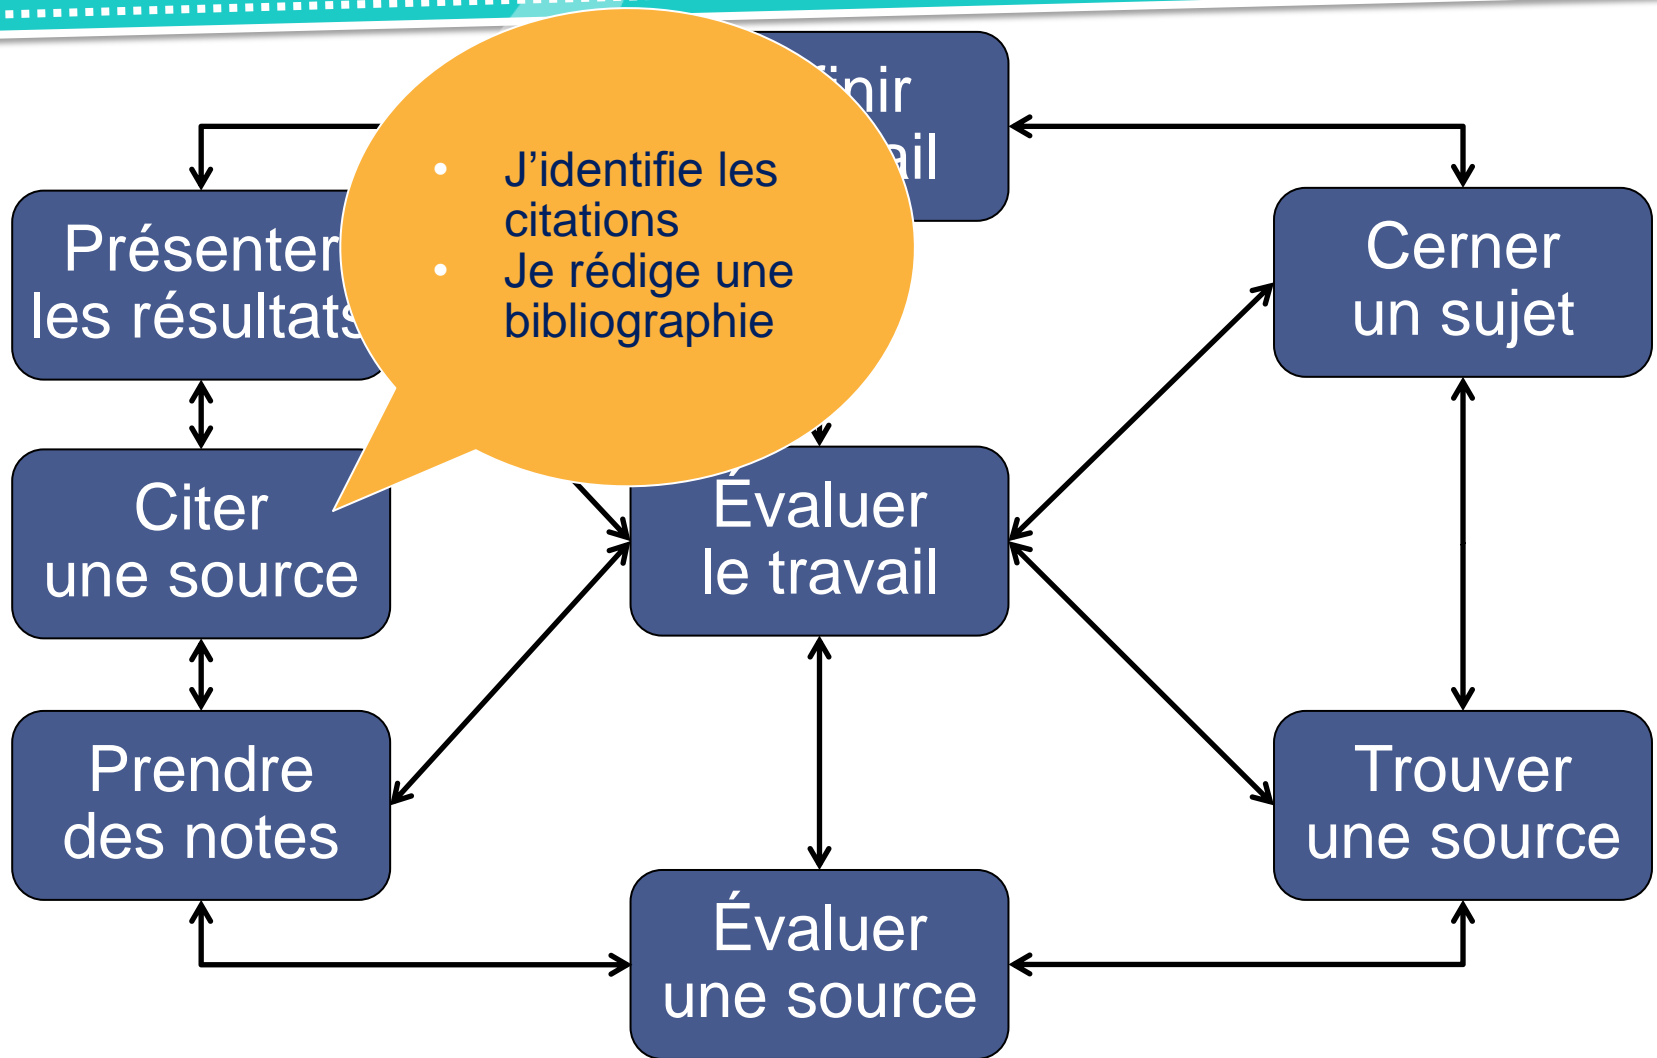 J’identifie les
citations
Je rédige une
bibliographie
Présenter
les résultats
Cerner
un sujet
Citer
une source
Évaluer
le travail
Prendre
des notes
Trouver
une source
Évaluer
une source